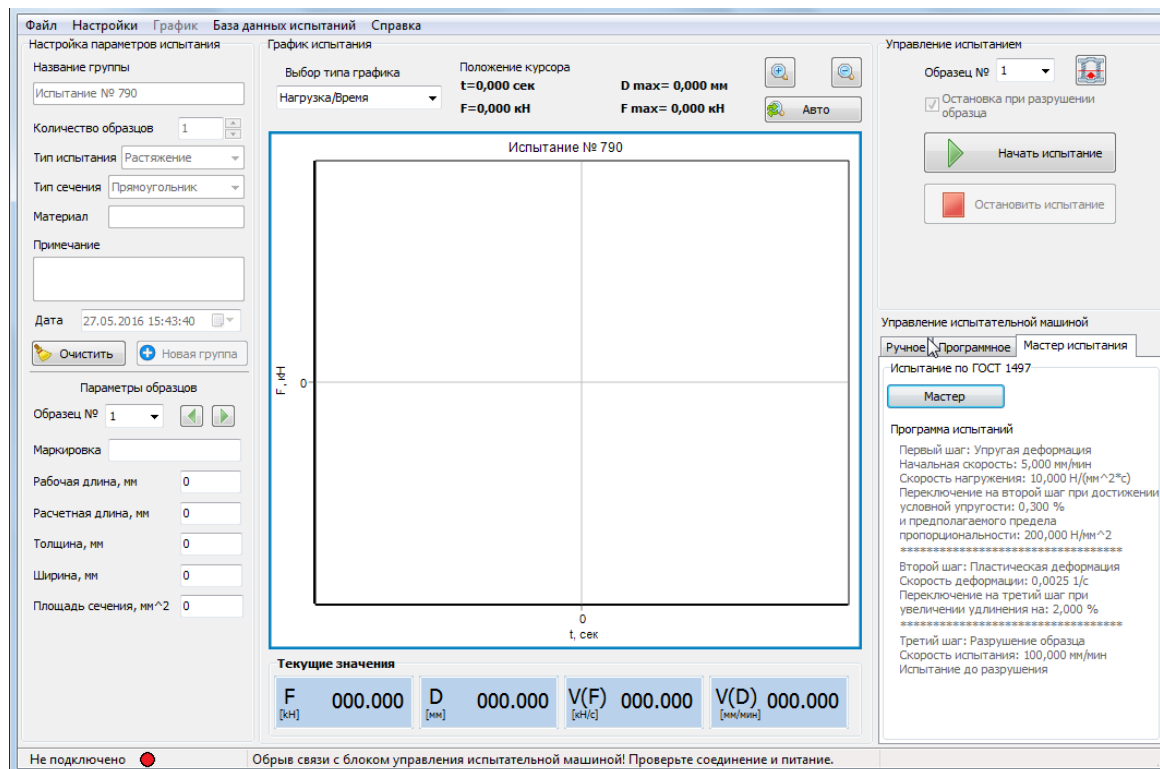 Файл Настройки График База данных испытаний Справка
Настройка параметров испытания
Название группы
Испытание № 790
Количество образцов 1
Тип испытания Растяжение
Тип сечения Прямоугольник
Материал
Примечание
Дата 27.05.2016 15:43:40
Очистить Новая группа
Параметры образцов
Образец № 1
Маркировка
Рабочая длина, мм 0
Расчетная длина, мм 0
Толщина, мм 0
Ширина, мм 0
Площадь сечения, мм^2 0
График испытания
Выбор типа графика
Нагрузка/Время
Положение курсора
t=0,000 сек D max= 0,000 мм
F=0,000 кН F max= 0,000 кН
Авто
Испытание № 790
F, кН
0
0
t, сек
Текущие значения
F [кН] 000.000 D [мм] 000.000 V(F) [кН/с] 000.000 V(D) [мм/мин] 000.000
Управление испытанием
Образец № 1
Остановка при разрушении
образца
Начать испытание
Остановить испытание
Управление испытательной машиной
Ручное Программное Мастер испытания
Испытание по ГОСТ 1497
Мастер
Программа испытаний
Первый шаг: Упругая деформация
Начальная скорость: 5,000 мм/мин
Скорость нагружения: 10,000 Н/(мм^2*с)
Переключение на второй шаг при достижении
условной упругости: 0,300 %
и предполагаемого предела
пропорциональности: 200,000 Н/мм^2
**********************************
Второй шаг: Пластическая деформация
Скорость деформации: 0,0025 1/с
Переключение на третий шаг при
увеличении удлинения на: 2,000 %
**********************************
Третий шаг: Разрушение образца
Скорость испытания: 100,000 мм/мин
Испытание до разрушения
Не подключено Обрыв связи с блоком управления испытательной машиной! Проверьте соединение и питание.